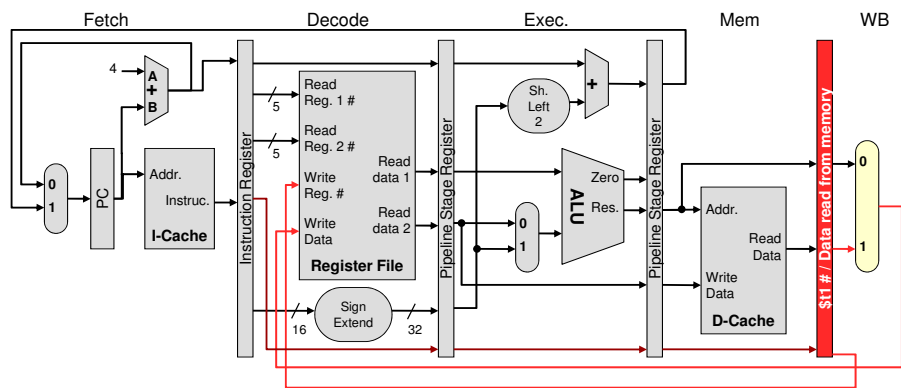 Fetch
Decode
Exec.
Mem
WB
4
A
+
B
0
1
PC
Addr.
Instruc.
I-Cache
Instruction Register
5
5
16
Read
Reg. 1 #
Read
Reg. 2 #
Write
Reg. #
Write
Data
Read
data 1
Read
data 2
Register File
Sign
Extend
32
Pipeline Stage Register
Sh.
Left
2
+
0
1
ALU
Zero
Res.
Pipeline Stage Register
Addr.
Read
Data
Write
Data
D-Cache
$t1 # / Data read from memory
0
1